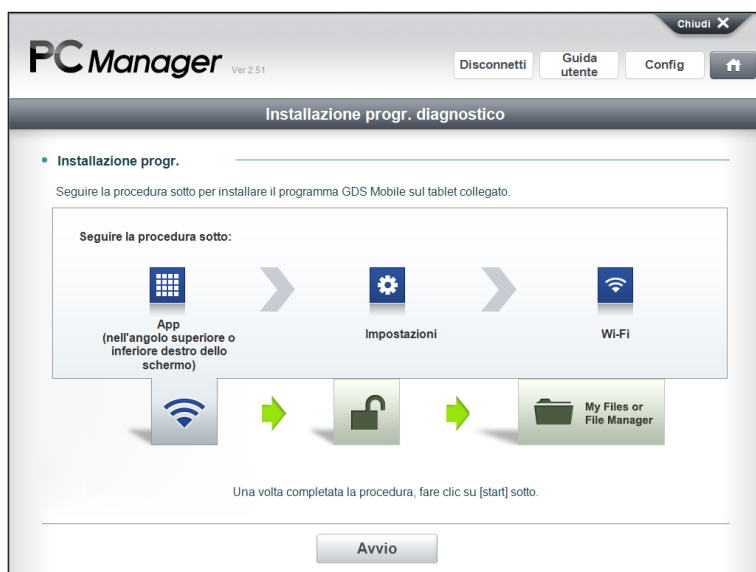 Chiudi X
PC Manager Ver 2.51
Disconnetti
Guida
utente
Config
Installazione progr. diagnostico
Installazione progr.
Seguire la procedura sotto per installare il programma GDS Mobile sul tablet collegato.
Seguire la procedura sotto:
App
(nell'angolo superiore o
inferiore destro dello
schermo)
Impostazioni
Wi-Fi
My Files or
File Manager
Una volta completata la procedura, fare clic su [start] sotto.
Avvio